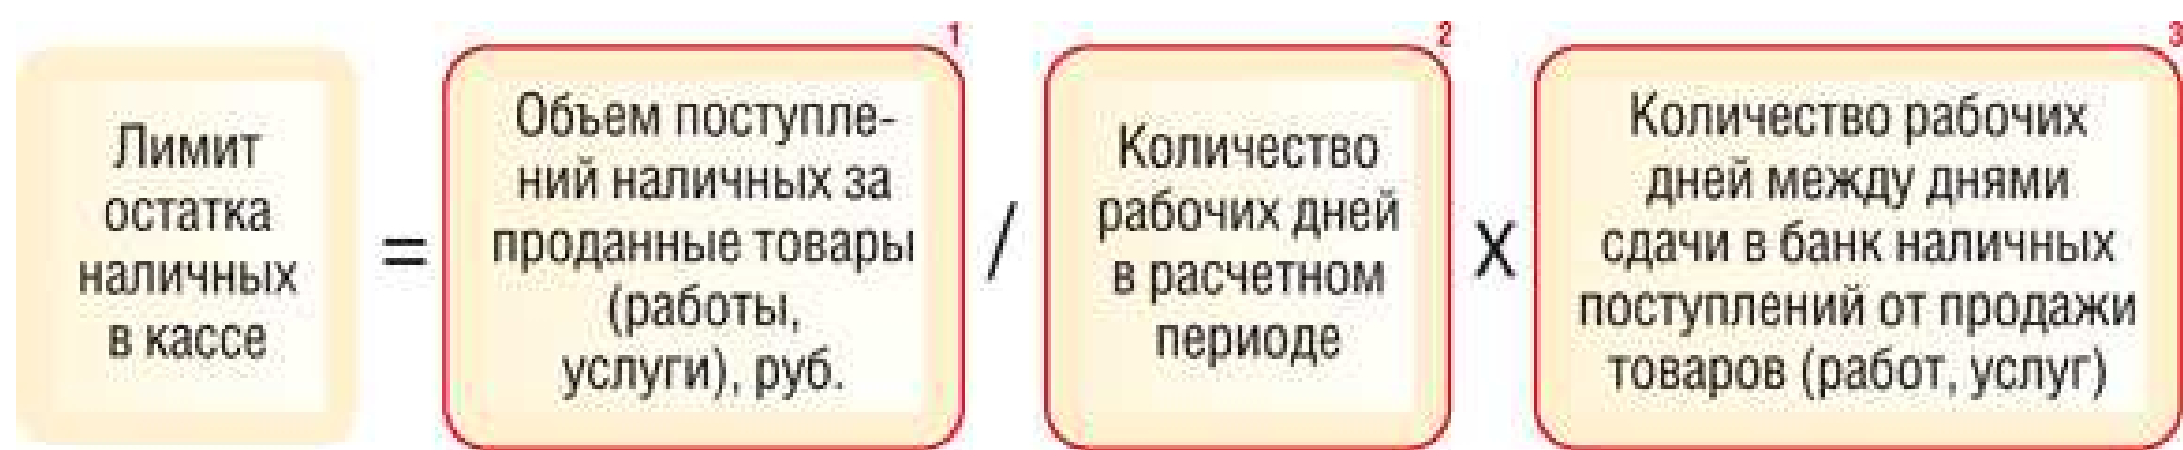 Лимит
остатка
наличных
в кассе
=
1
Объем поступле-
ний наличных за
проданные товары
(работы,
услуги), руб.
/
2
Количество
рабочих дней
в расчетном
периоде
X
3
Количество рабочих
дней между днями
сдачи в банк наличных
поступлений от продажи
товаров (работ, услуг)